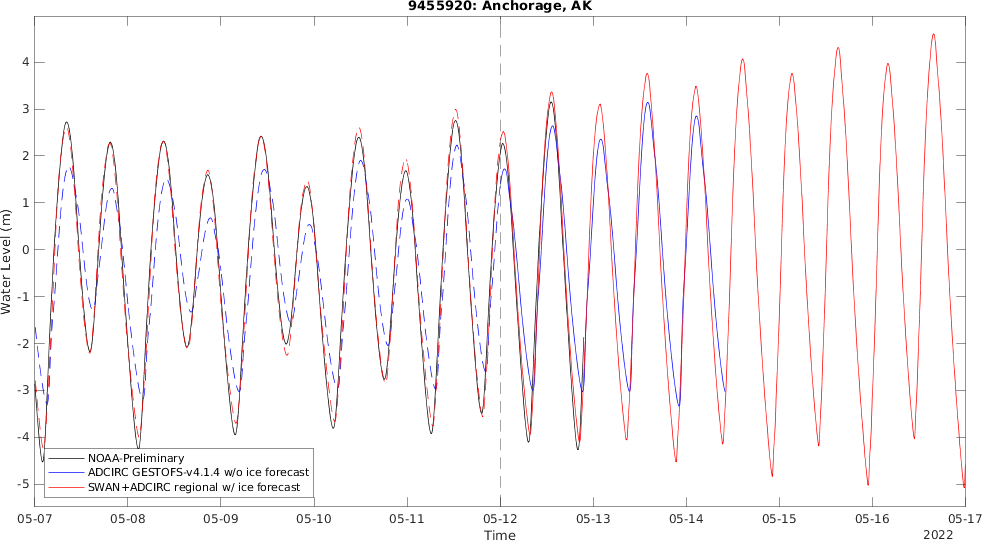 9455920: Anchorage, AK
Water Level (m)
4
3
2
1
0
-1
-2
-3
-4
-5
NOAA-Preliminary
ADCIRC GESTOFS-v4.1.4 w/o ice forecast
SWAN+ADCIRC regional w/ ice forecast
05-07 05-08 05-09 05-10 05-11 05-12 05-13 05-14 05-15 05-16 05-17
Time
2022